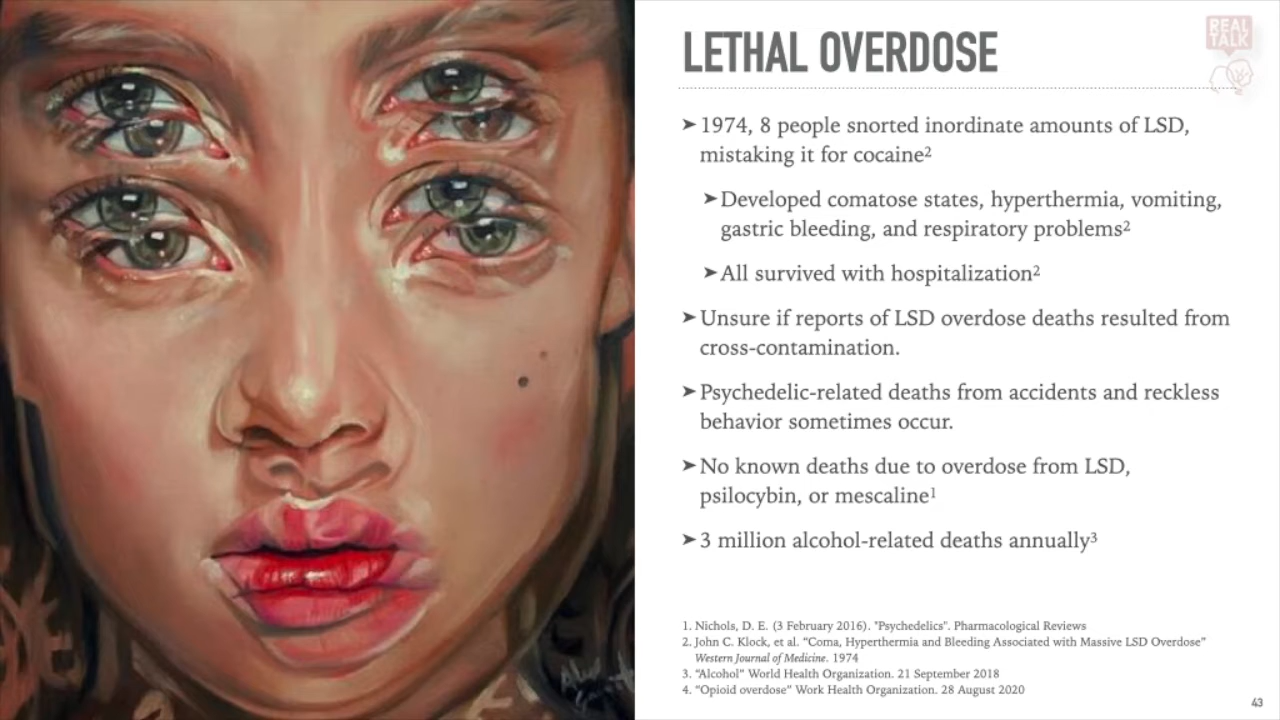 REAL
TALK
LETHAL OVERDOSE
➤ 1974, 8 people snorted inordinate amounts of LSD,
mistaking it for cocaine²
➤ Developed comatose states, hyperthermia, vomiting,
gastric bleeding, and respiratory problems²
➤ All survived with hospitalization²
➤ Unsure if reports of LSD overdose deaths resulted from
cross-contamination.
➤ Psychedelic-related deaths from accidents and reckless
behavior sometimes occur.
➤ No known deaths due to overdose from LSD,
psilocybin, or mescaline¹
➤ 3 million alcohol-related deaths annually³
1. Nichols, D. E. (3 February 2016). "Psychedelics". Pharmacological Reviews
2. John C. Klock, et al. “Coma, Hyperthermia and Bleeding Associated with Massive LSD Overdose”
Western Journal of Medicine. 1974
3. “Alcohol” World Health Organization. 21 September 2018
4. “Opioid overdose” Work Health Organization. 28 August 2020
43